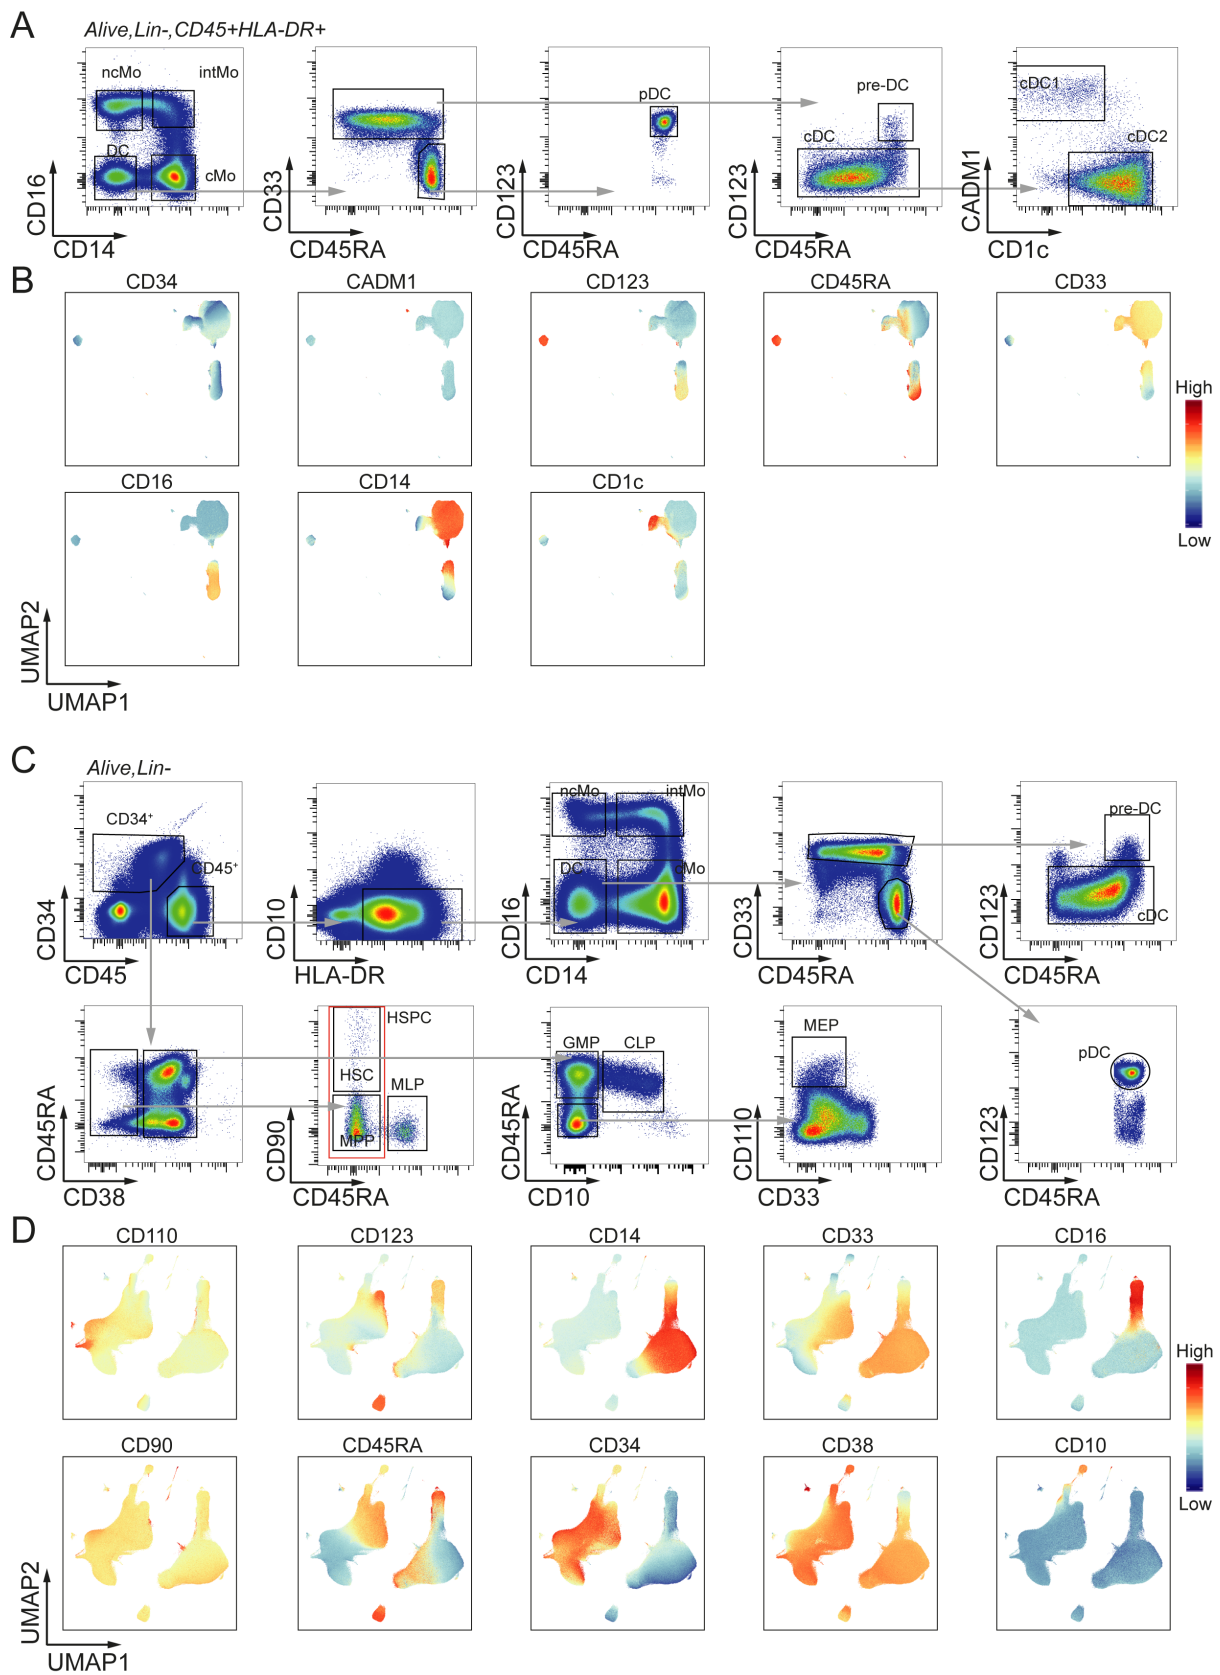 A
Alive,Lin-,CD45+HLA-DR+
ncMo
intMo
DC
cMo
CD16
CD14
CD33
CD45RA
pDC
CD123
CD45RA
pre-DC
cDC
CD123
CD45RA
cDC1
cDC2
CADM1
CD1c
B
CD34
CADM1
CD123
CD45RA
CD33
CD16
CD14
CD1c
High
Low
UMAP2
UMAP1
C
Alive,Lin-
CD34+
CD45+
CD34
CD45
CD10
HLA-DR
ncMo
intMo
DC
cMo
CD16
CD14
CD33
CD45RA
pre-DC
cDC
CD123
CD45RA
CD45RA
CD38
HSPC
HSC
MLP
MPP
CD90
CD45RA
GMP
CLP
CD45RA
CD10
MEP
CD110
CD33
pDC
CD123
CD45RA
D
CD110
CD123
CD14
CD33
CD16
CD90
CD45RA
CD34
CD38
CD10
High
Low
UMAP2
UMAP1